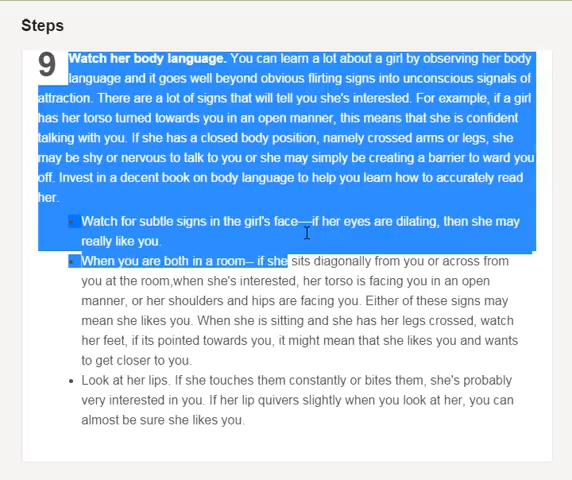 Steps
9 Watch her body language. You can learn a lot about a girl by observing her body
language and it goes well beyond obvious flirting signs into unconscious signals of
attraction. There are a lot of signs that will tell you she's interested. For example, if a girl
has her torso turned towards you in an open manner, this means that she is confident
talking with you. If she has a closed body position, namely crossed arms or legs, she
may be shy or nervous to talk to you or she may simply be creating a barrier to ward you
off. Invest in a decent book on body language to help you learn how to accurately read
her.
• Watch for subtle signs in the girl's face—if her eyes are dilating, then she may
really like you.
• When you are both in a room-- if she sits diagonally from you or across from
you at the room,when she's interested, her torso is facing you in an open
manner, or her shoulders and hips are facing you. Either of these signs may
mean she likes you. When she is sitting and she has her legs crossed, watch
her feet, if its pointed towards you, it might mean that she likes you and wants
to get closer to you.
• Look at her lips. If she touches them constantly or bites them, she's probably
very interested in you. If her lip quivers slightly when you look at her, you can
almost be sure she likes you.